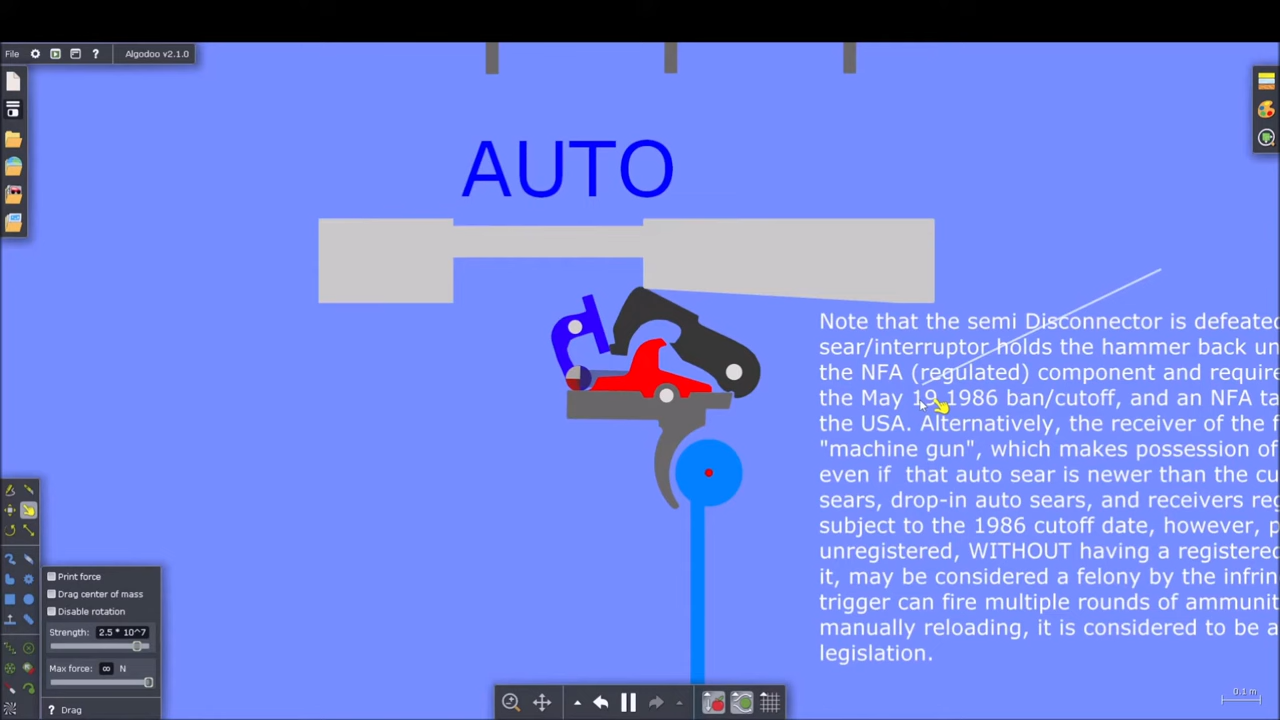 File
?
Algodoo v2.1.0
AUTO
Note that the semi Disconnector is defeated
sear/interruptor holds the hammer back un
the NFA (regulated) component and require
the May 19 1986 ban/cutoff, and an NFA ta
the USA. Alternatively, the receiver of the f
"machine gun", which makes possession of
even if  that auto sear is newer than the cu
sears, drop-in auto sears, and receivers reg
subject to the 1986 cutoff date, however, p
unregistered, WITHOUT having a registered
it, may be considered a felony by the infrin
trigger can fire multiple rounds of ammunit
manually reloading, it is considered to be a
legislation.
Print force
Drag center of mass
Disable rotation
Strength: 2.5 * 10^7
Max force: ∞ N
? Drag
0.1 m